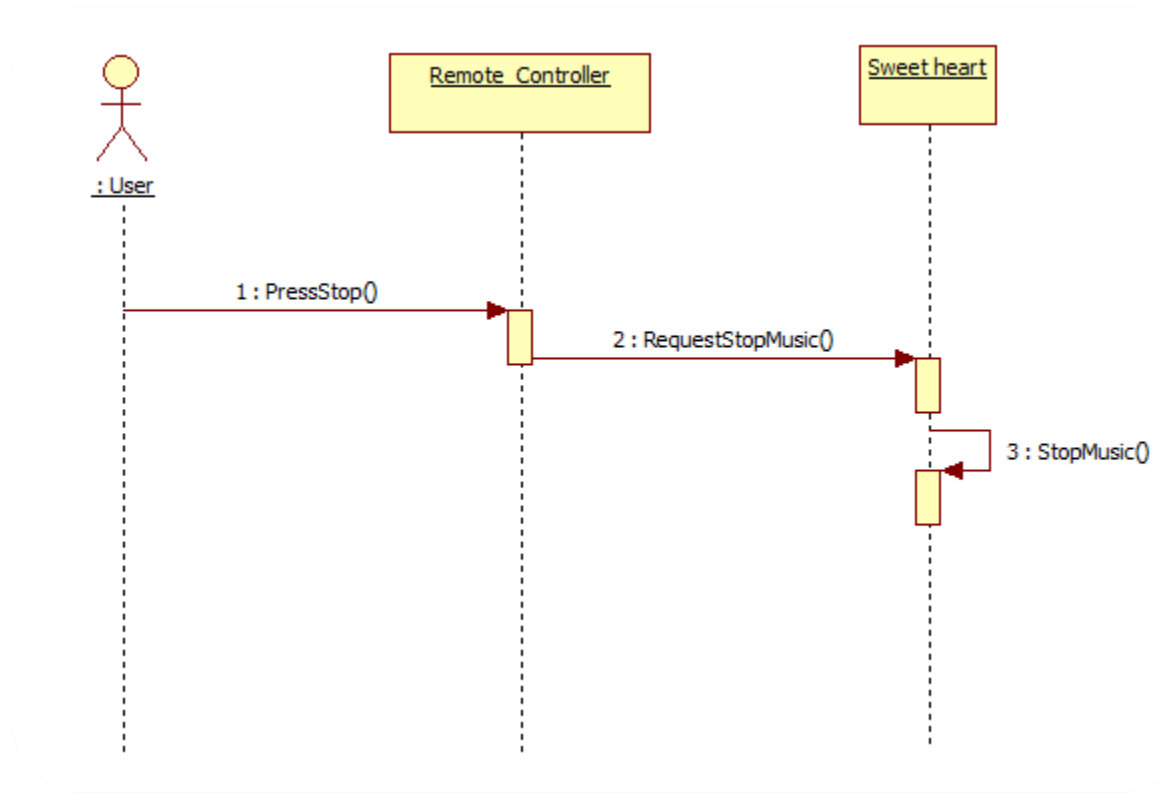 Remote Controller
Sweet heart
: User
1 : PressStop()
2 : RequestStopMusic()
3 : StopMusic()